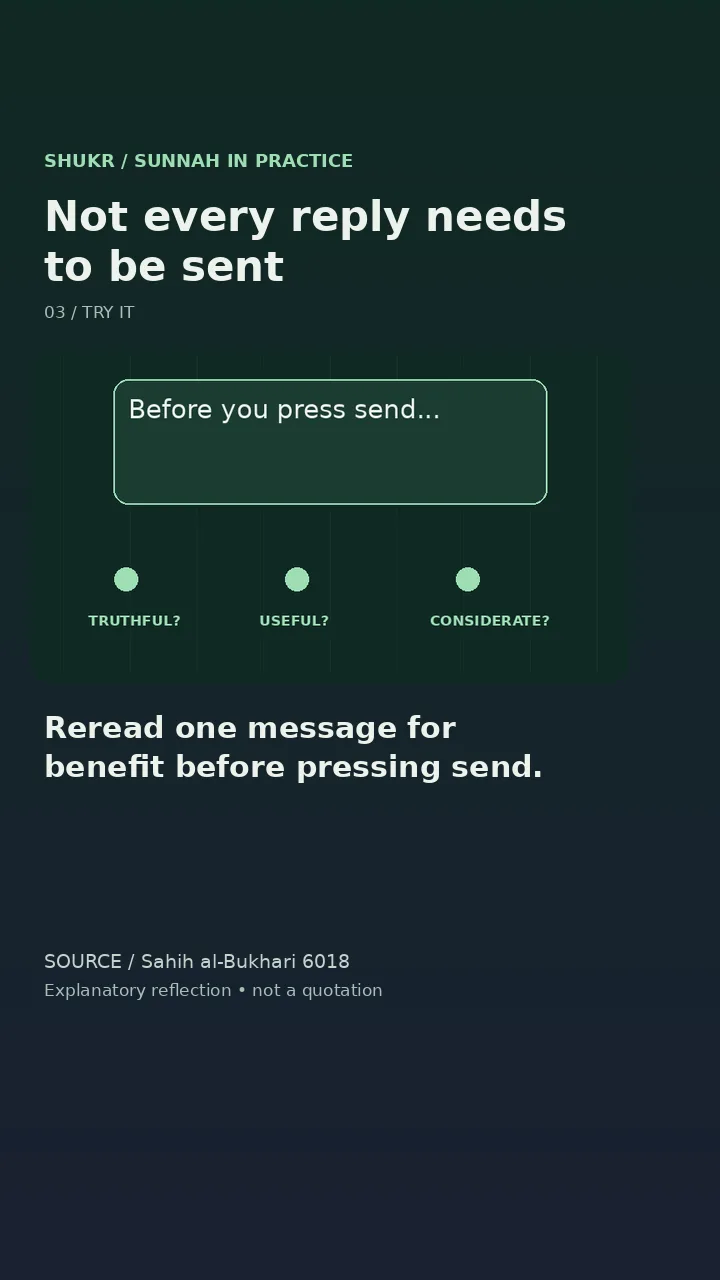 SHUKR / SUNNAH IN PRACTICE
Not every reply needs
to be sent
03 / TRY IT
Before you press send...
TRUTHFUL? USEFUL? CONSIDERATE?
Reread one message for
benefit before pressing send.
SOURCE / Sahih al-Bukhari 6018
Explanatory reflection • not a quotation